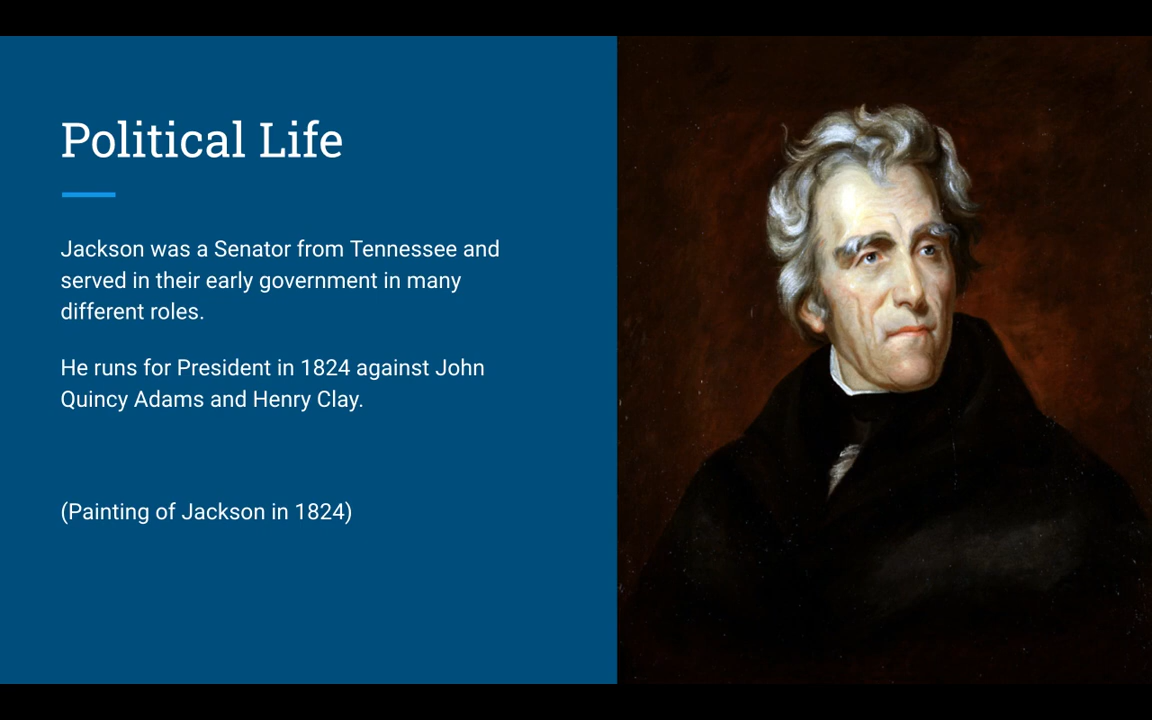 Political Life
Jackson was a Senator from Tennessee and
served in their early government in many
different roles.
He runs for President in 1824 against John
Quincy Adams and Henry Clay.
(Painting of Jackson in 1824)